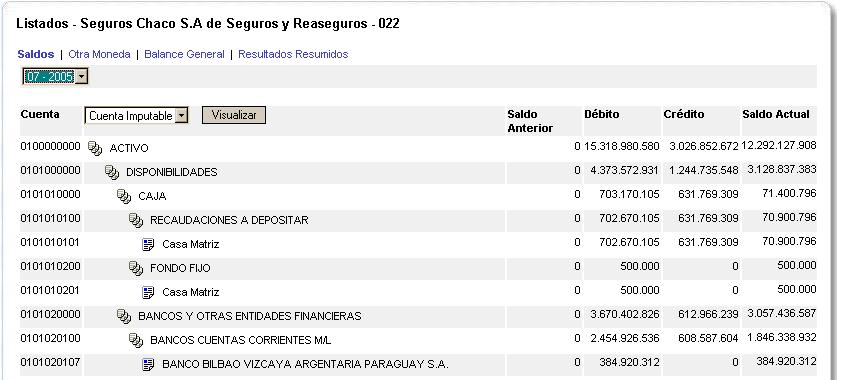 Listados - Seguros Chaco S.A de Seguros y Reaseguros - 022
Saldos | Otra Moneda | Balance General | Resultados Resumidos
07 - 2005
Cuenta Cuenta Imputable Visualizar Saldo Anterior Débito Crédito Saldo Actual
0100000000 ACTIVO 0 15.318.980.580 3.026.852.672 12.292.127.908
0101000000 DISPONIBILIDADES 0 4.373.572.931 1.244.735.548 3.128.837.383
0101010000 CAJA 0 703.170.105 631.769.309 71.400.796
0101010100 RECAUDACIONES A DEPOSITAR 0 702.670.105 631.769.309 70.900.796
0101010101 Casa Matriz 0 702.670.105 631.769.309 70.900.796
0101010200 FONDO FIJO 0 500.000 0 500.000
0101010201 Casa Matriz 0 500.000 0 500.000
0101020000 BANCOS Y OTRAS ENTIDADES FINANCIERAS 0 3.670.402.826 612.966.239 3.057.436.587
0101020100 BANCOS CUENTAS CORRIENTES M/L 0 2.454.926.536 608.587.604 1.846.338.932
0101020107 BANCO BILBAO VIZCAYA ARGENTARIA PARAGUAY S.A. 0 384.920.312 0 384.920.312